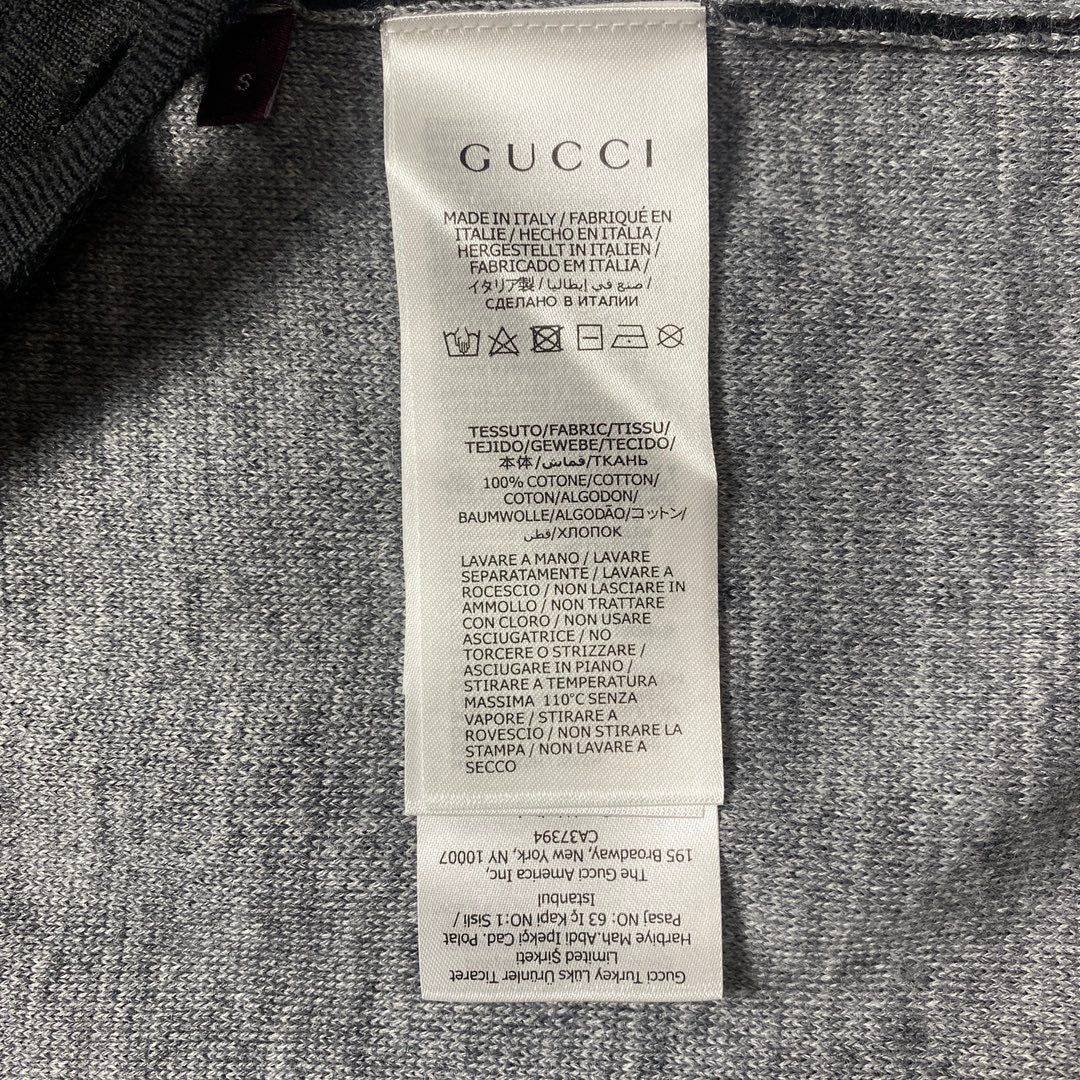 S
GUCCI
MADE IN ITALY / FABRIQUÉ EN
ITALIE / HECHO EN ITALIA /
HERGESTELLT IN ITALIEN /
FABRICADO EM ITÁLIA /
イタリア製 / صنع في إيطاليا /
СДЕЛАНО В ИТАЛИИ
TESSUTO/FABRIC/TISSU/
TEJIDO/GEWEBE/TECIDO/
本体/قماش/ТКАНЬ
100% COTONE/COTTON/
COTON/ALGODON/
BAUMWOLLE/ALGODÃO/コットン/
قطن/ХЛОПОК
LAVARE A MANO / LAVARE
SEPARATAMENTE / LAVARE A
ROCESCIO / NON LASCIARE IN
AMMOLLO / NON TRATTARE
CON CLORO / NON USARE
ASCIUGATRICE / NO
TORCERE O STRIZZARE /
ASCIUGARE IN PIANO /
STIRARE A TEMPERATURA
MASSIMA 110°C SENZA
VAPORE / STIRARE A
ROVESCIO / NON STIRARE LA
STAMPA / NON LAVARE A
SECCO
Gucci Turkey Lüks Ürünler Ticaret
Limited Şirketi
Harbiye Mah.Abdi Ipekçi Cad. Polat
Pasaj NO: 63 Iç Kapi NO:1 Sisli /
Istanbul
The Gucci America Inc,
195 Broadway, New York, NY 10007
CA37394